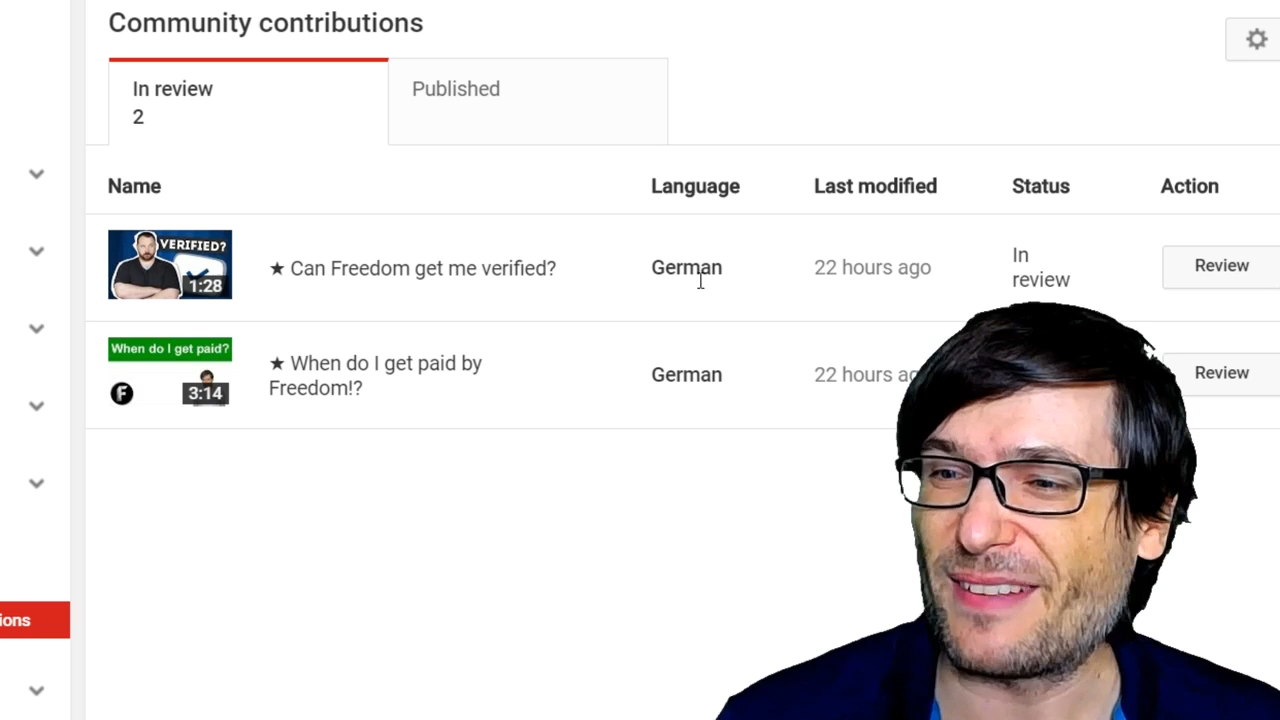 Community contributions
In review
2
Published
Name
Language
Last modified
Status
Action
VERIFIED?
1:28
★ Can Freedom get me verified?
German
22 hours ago
In
review
Review
When do I get paid?
F
3:14
★ When do I get paid by
Freedom!?
German
22 hours ag
Review
ions